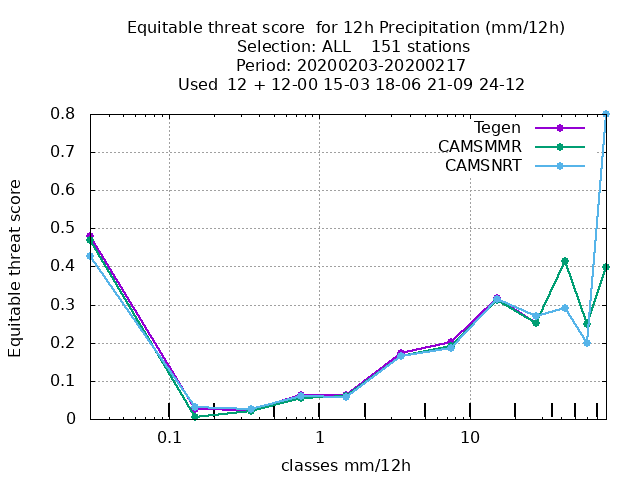 Equitable threat score  for 12h Precipitation (mm/12h)
Selection: ALL    151 stations
Period: 20200203-20200217
Used  12 + 12-00 15-03 18-06 21-09 24-12
Tegen
CAMSMMR
CAMSNRT
Equitable threat score
0.8
0.7
0.6
0.5
0.4
0.3
0.2
0.1
0
0.1 1 10
classes mm/12h